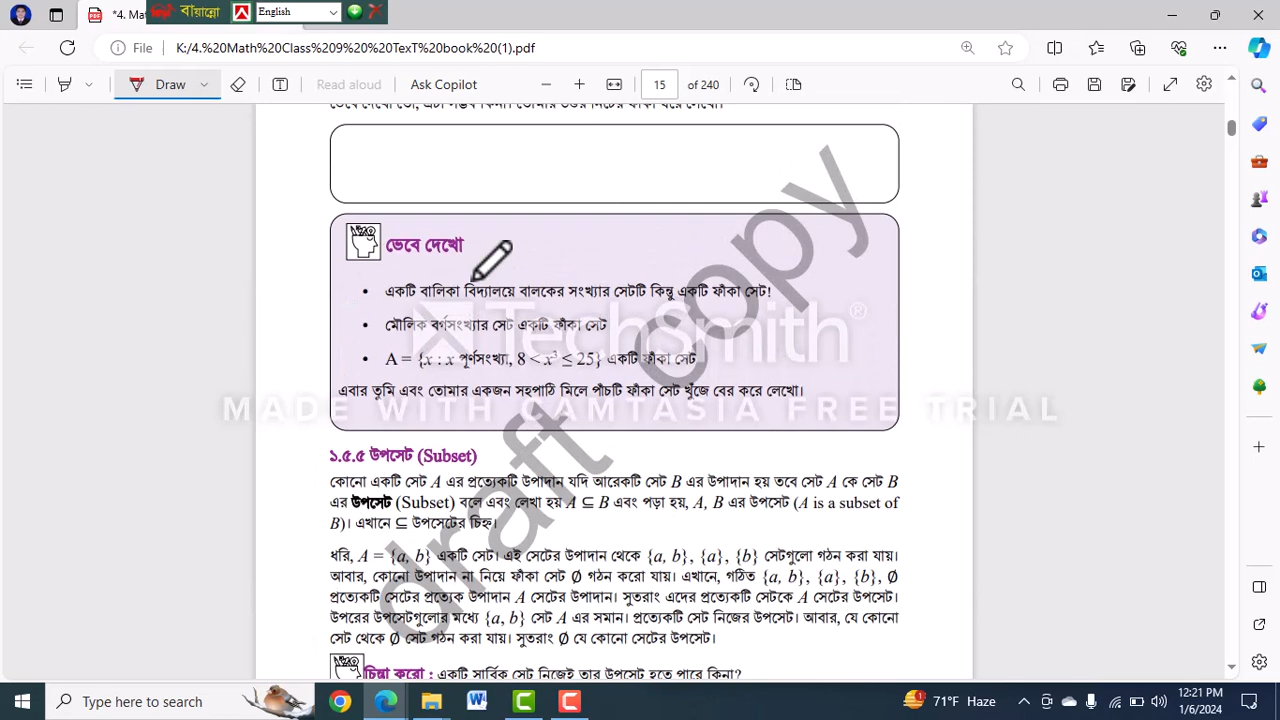 *4. Ma
বায়ান্নো
English
File
K:/4.%20Math%20Class%209%20%20TexT%20book%20(1).pdf
Draw
Read aloud
Ask Copilot
15
of 240
ভেবে দেখো তো, এটা সম্ভব কিনা। তোমার উত্তর নিচের ফাঁকা ঘরে লেখো।
ভেবে দেখো
• একটি বালিকা বিদ্যালয়ে বালকের সংখ্যার সেটটি কিন্তু একটি ফাঁকা সেট!
• মৌলিক বর্গসংখ্যার সেট একটি ফাঁকা সেট
• A = {x : x পূর্ণসংখ্যা, 8 < x³ ≤ 25} একটি ফাঁকা সেট
এবার তুমি এবং তোমার একজন সহপাঠি মিলে পাঁচটি ফাঁকা সেট খুঁজে বের করে লেখো।
TechSmith®
MADE WITH CAMTASIA FREE TRIAL
draft copy
১.৫.৫ উপসেট (Subset)
কোনো একটি সেট A এর প্রত্যেকটি উপাদান যদি আরেকটি সেট B এর উপাদান হয় তবে সেট A কে সেট B
এর উপসেট (Subset) বলে এবং লেখা হয় A ⊆ B এবং পড়া হয়, A, B এর উপসেট (A is a subset of
B)। এখানে ⊆ উপসেটের চিহ্ন।
ধরি, A = {a, b} একটি সেট। এই সেটের উপাদান থেকে {a, b}, {a}, {b} সেটগুলো গঠন করা যায়।
আবার, কোনো উপাদান না নিয়ে ফাঁকা সেট Ø গঠন করো যায়। এখানে, গঠিত {a, b}, {a}, {b}, Ø
প্রত্যেকটি সেটের প্রত্যেক উপাদান A সেটের উপাদান। সুতরাং এদের প্রত্যেকটি সেটকে A সেটের উপসেট।
উপরের উপসেটগুলোর মধ্যে {a, b} সেট A এর সমান। প্রত্যেকটি সেট নিজের উপসেট। আবার, যে কোনো
সেট থেকে Ø সেট গঠন করা যায়। সুতরাং Ø যে কোনো সেটের উপসেট।
চিন্তা করো : একটি সার্বিক সেট নিজেই তার উপসেট হতে পারে কিনা?
Type here to search
71°F Haze
12:21 PM
1/6/2024